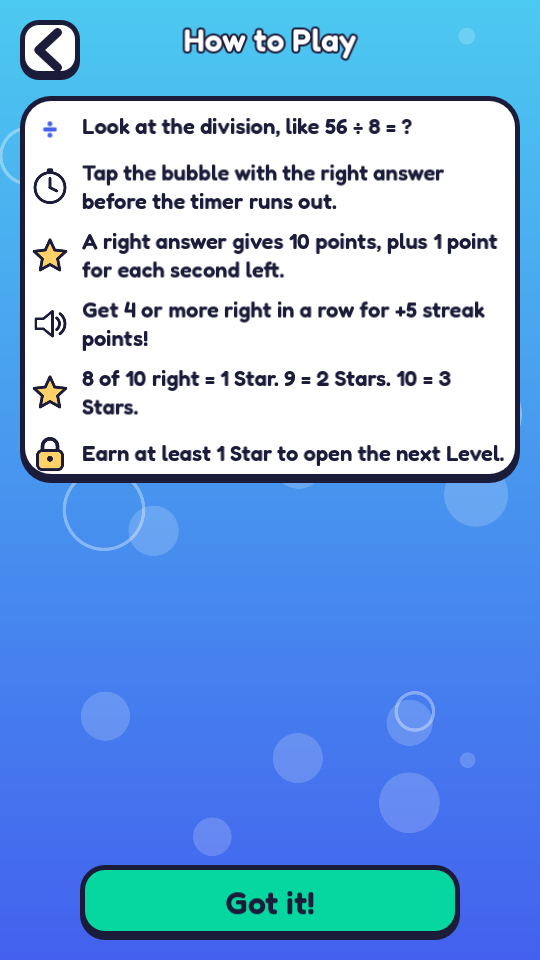 How to Play
÷ Look at the division, like 56 ÷ 8 = ?
Tap the bubble with the right answer
before the timer runs out.
A right answer gives 10 points, plus 1 point
for each second left.
Get 4 or more right in a row for +5 streak
points!
8 of 10 right = 1 Star. 9 = 2 Stars. 10 = 3
Stars.
Earn at least 1 Star to open the next Level.
Got it!